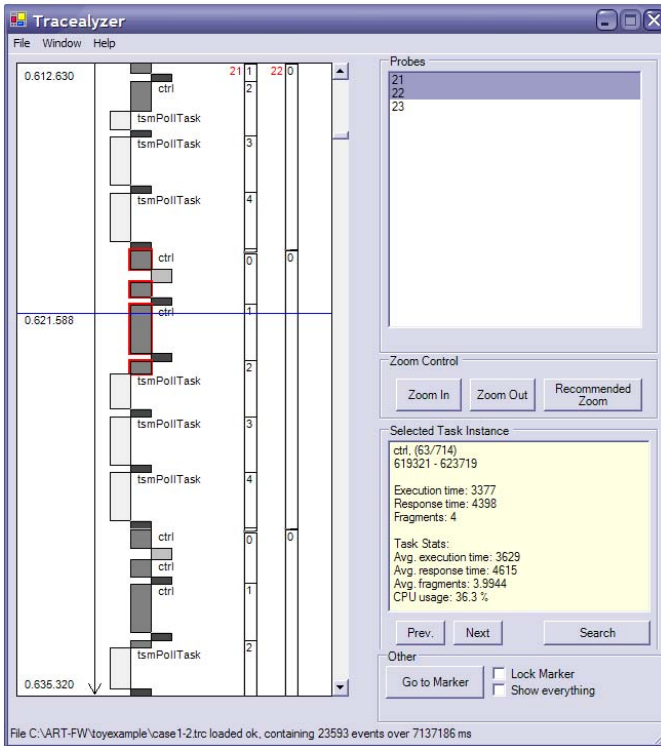 Tracealyzer
File Window Help
0.612.630
21 1 22 0
ctrl
2
tsmPollTask
tsmPollTask
3
tsmPollTask
4
ctrl
0 0
ctrl
1
0.621.588
2
tsmPollTask
tsmPollTask
3
tsmPollTask
4
ctrl
0 0
ctrl
ctrl
1
2
tsmPollTask
0.635.320
Probes
21
22
23
Zoom Control
Zoom In Zoom Out Recommended
Zoom
Selected Task Instance
ctrl, (63/714)
619321 - 623719
Execution time: 3377
Response time: 4398
Fragments: 4
Task Stats:
Avg. execution time: 3629
Avg. response time: 4615
Avg. fragments: 3.9944
CPU usage: 36.3 %
Prev. Next Search
Other
Go to Marker Lock Marker
Show everything
File C:\ART-FW\toyexample\case1-2.trc loaded ok, containing 23593 events over 7137186 ms